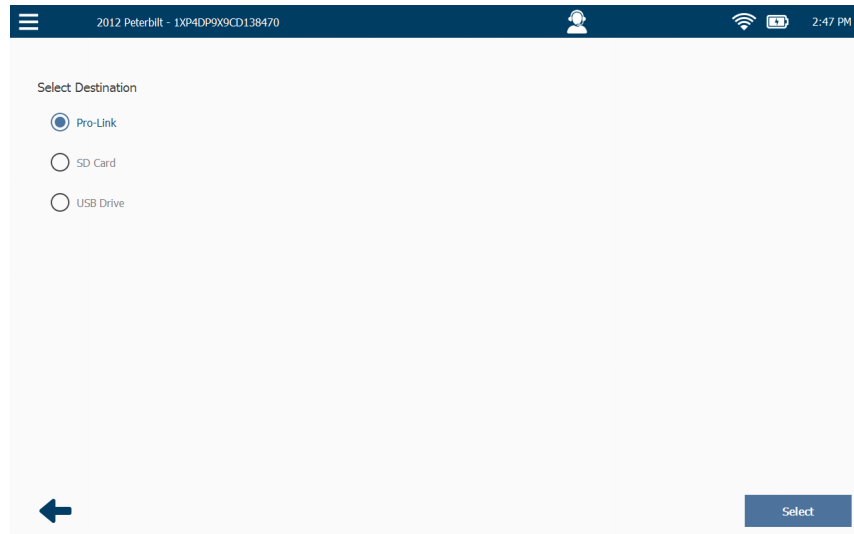 2012 Peterbilt - 1XP4DP9X9CD138470
2:47 PM
Select Destination
Pro-Link
SD Card
USB Drive
Select